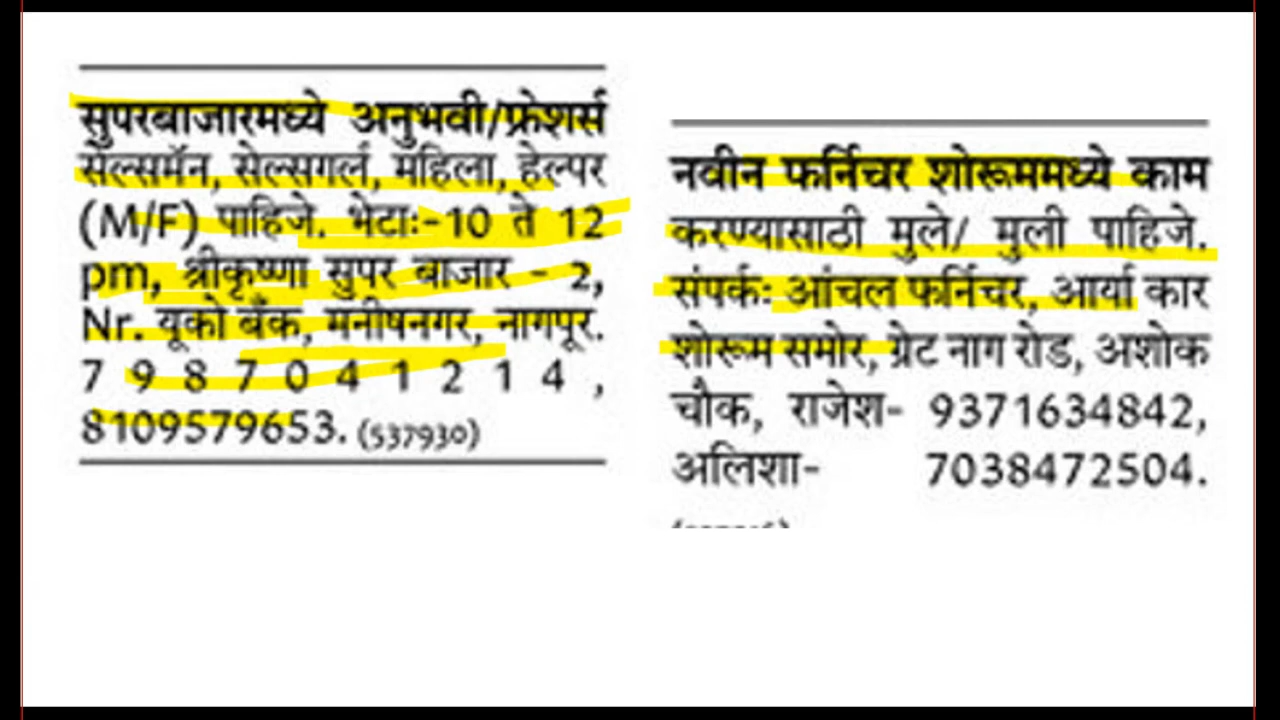 सुपरबाजारमध्ये अनुभवी/फ्रेशर्स
सेल्समॅन, सेल्सगर्ल, महिला, हेल्पर
(M/F) पाहिजे. भेटाः-10 ते 12
pm, श्रीकृष्णा सुपर बाजार - 2,
Nr. यूको बँक, मनीषनगर, नागपूर.
7 9 8 7 0 4 1 2 1 4 ,
8109579653. (537930)
नवीन फर्निचर शोरूममध्ये काम
करण्यासाठी मुले/ मुली पाहिजे.
संपर्कः आंचल फर्निचर, आर्या कार
शोरूम समोर, ग्रेट नाग रोड, अशोक
चौक, राजेश- 9371634842,
अलिशा- 7038472504.